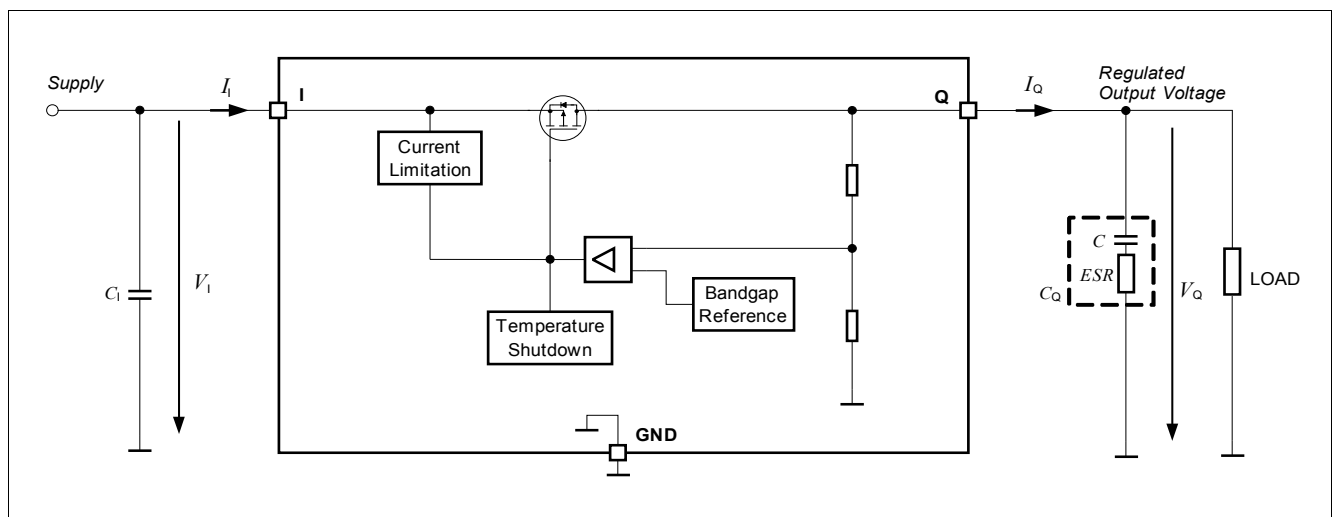 Supply
I_I
I
Q
I_Q
Regulated
Output Voltage
Current
Limitation
C_I
V_I
Bandgap
Reference
Temperature
Shutdown
C
ESR
C_Q
V_Q
LOAD
GND